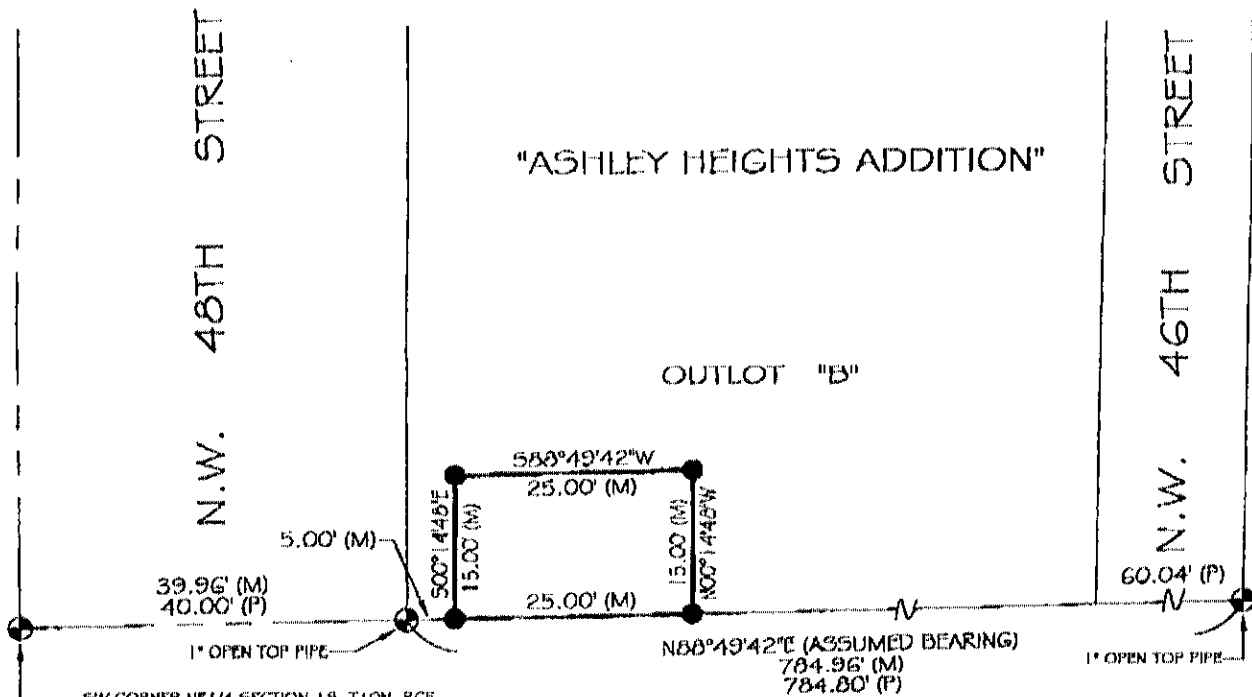 N.W. 48TH STREET
"ASHLEY HEIGHTS ADDITION"
N.W. 46TH STREET
OUTLOT "B"
S88°49'42"W
25.00' (M)
S00°14'48"E
15.00' (M)
15.00' (M)
N00°14'48"W
5.00' (M)
39.96' (M)
40.00' (P)
25.00' (M)
60.04' (P)
1" OPEN TOP PIPE
N88°49'42"E (ASSUMED BEARING)
784.96' (M)
784.80' (P)
1" OPEN TOP PIPE
CORNER SECTION